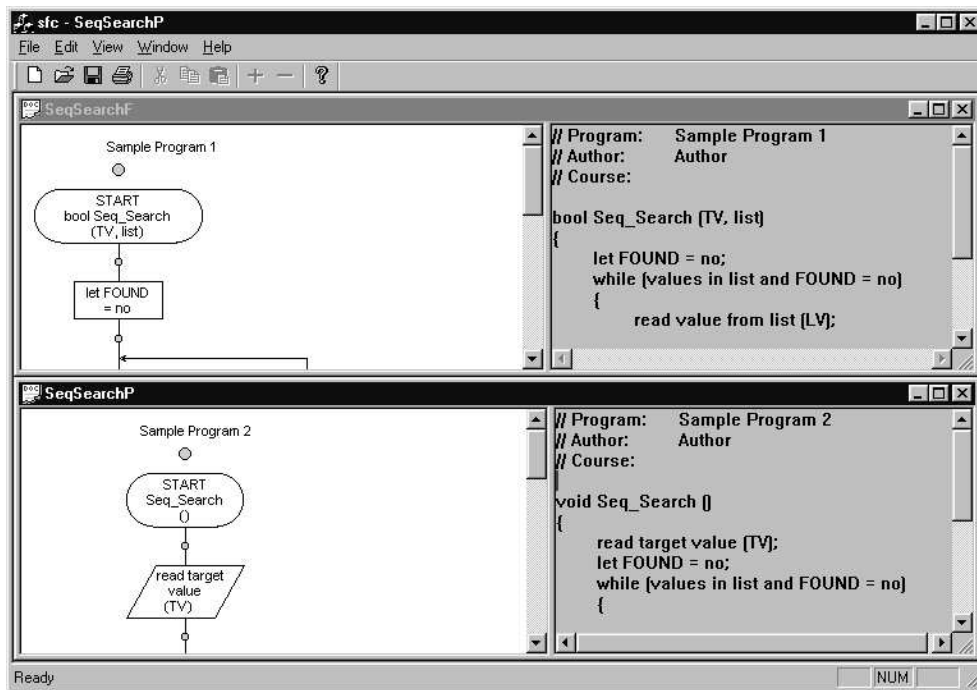 sfc - SeqSearchP
File Edit View Window Help
SeqSearchF
Sample Program 1
START
bool Seq_Search
(TV, list)
let FOUND
= no
// Program: Sample Program 1
// Author: Author
// Course:
bool Seq_Search (TV, list)
{
let FOUND = no;
while (values in list and FOUND = no)
{
read value from list (LV);
SeqSearchP
Sample Program 2
START
Seq_Search
()
read target
value
(TV)
// Program: Sample Program 2
// Author: Author
// Course:
void Seq_Search ()
{
read target value (TV);
let FOUND = no;
while (values in list and FOUND = no)
{
Ready NUM